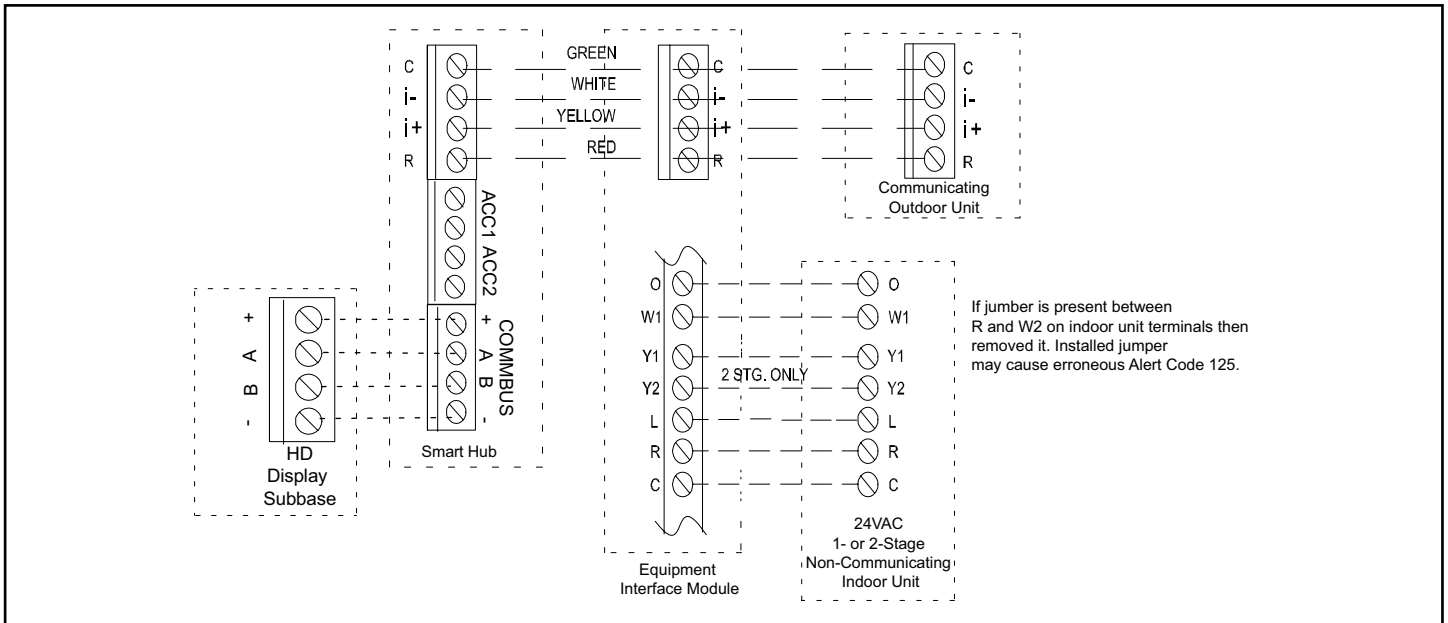 C
i-
i+
R
GREEN
WHITE
YELLOW
RED
C
i-
i+
R
C
i-
i+
R
Communicating
Outdoor Unit
ACC1 ACC2
+
A
B
-
COMMBUS
Smart Hub
+
A
B
-
HD
Display
Subbase
O
W1
Y1
Y2
L
R
C
2 STG. ONLY
Equipment
Interface Module
O
W1
Y1
Y2
L
R
C
24VAC
1- or 2-Stage
Non-Communicating
Indoor Unit
If jumber is present between
R and W2 on indoor unit terminals then
removed it. Installed jumper
may cause erroneous Alert Code 125.